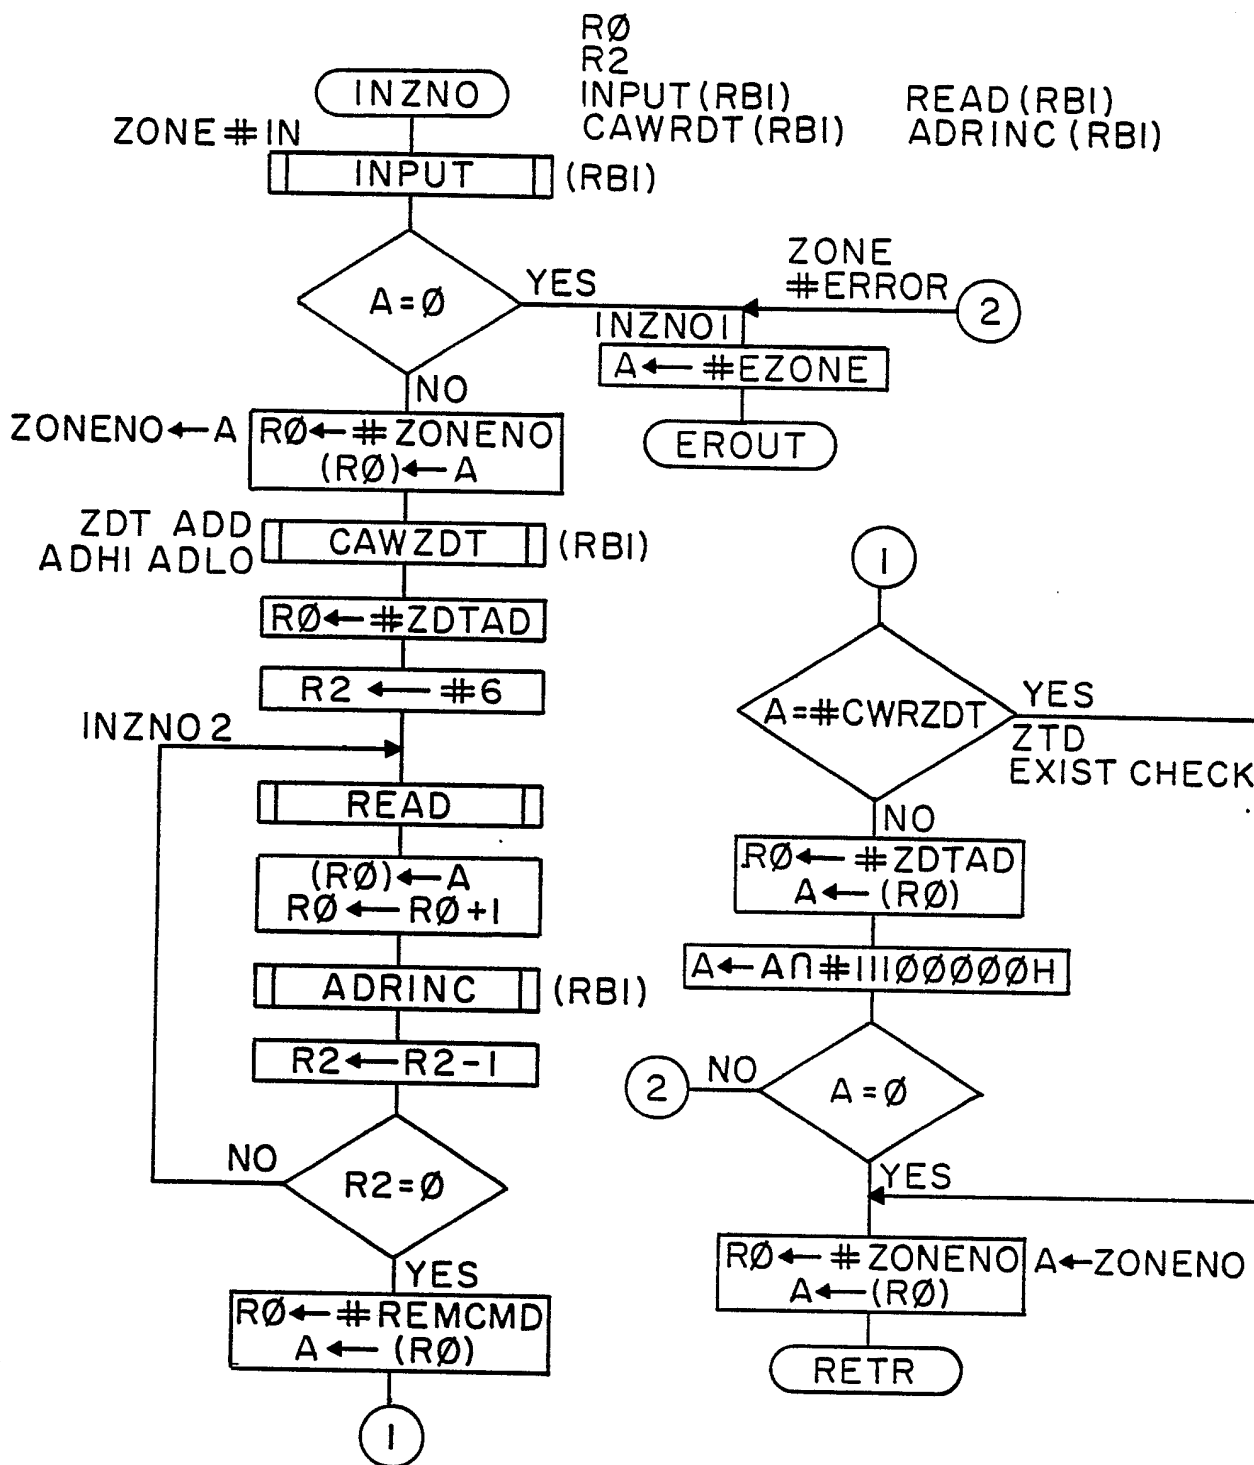 RØ
R2
INPUT (RBI) READ (RBI)
CAWRDT (RBI) ADRINC (RBI)
INZNO
ZONE #IN
INPUT (RBI)
A=Ø
YES
ZONE
#ERROR
2
INZNO1
A← #EZONE
EROUT
NO
ZONENO←A
RØ←#ZONENO
(RØ)←A
ZDT ADD
ADHI ADLO
CAWZDT (RBI)
RØ←#ZDTAD
R2 ← #6
INZNO2
READ
(RØ)←A
RØ←RØ+1
ADRINC (RBI)
R2←R2-1
NO
R2=Ø
YES
RØ←#REMCMD
A←(RØ)
1
1
A=#CWRZDT
YES
ZTD
EXIST CHECK
NO
RØ←#ZDTAD
A←(RØ)
A←A∩#111ØØØØØH
2
NO
A=Ø
YES
RØ←#ZONENO
A←(RØ)
A←ZONENO
RETR